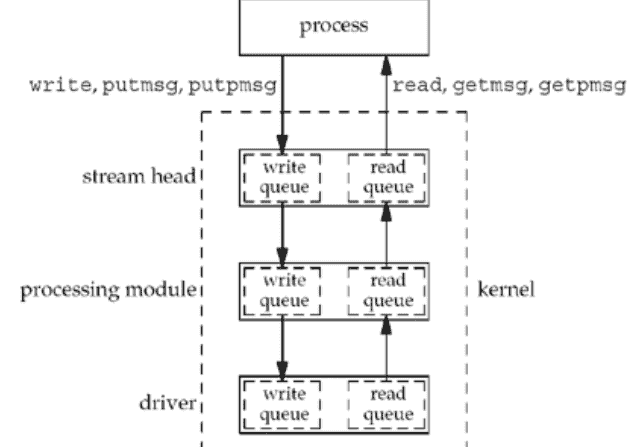 process
write, putmsg, putpmsg
read, getmsg, getpmsg
stream head
write
queue
read
queue
processing module
write
queue
read
queue
kernel
driver
write
queue
read
queue